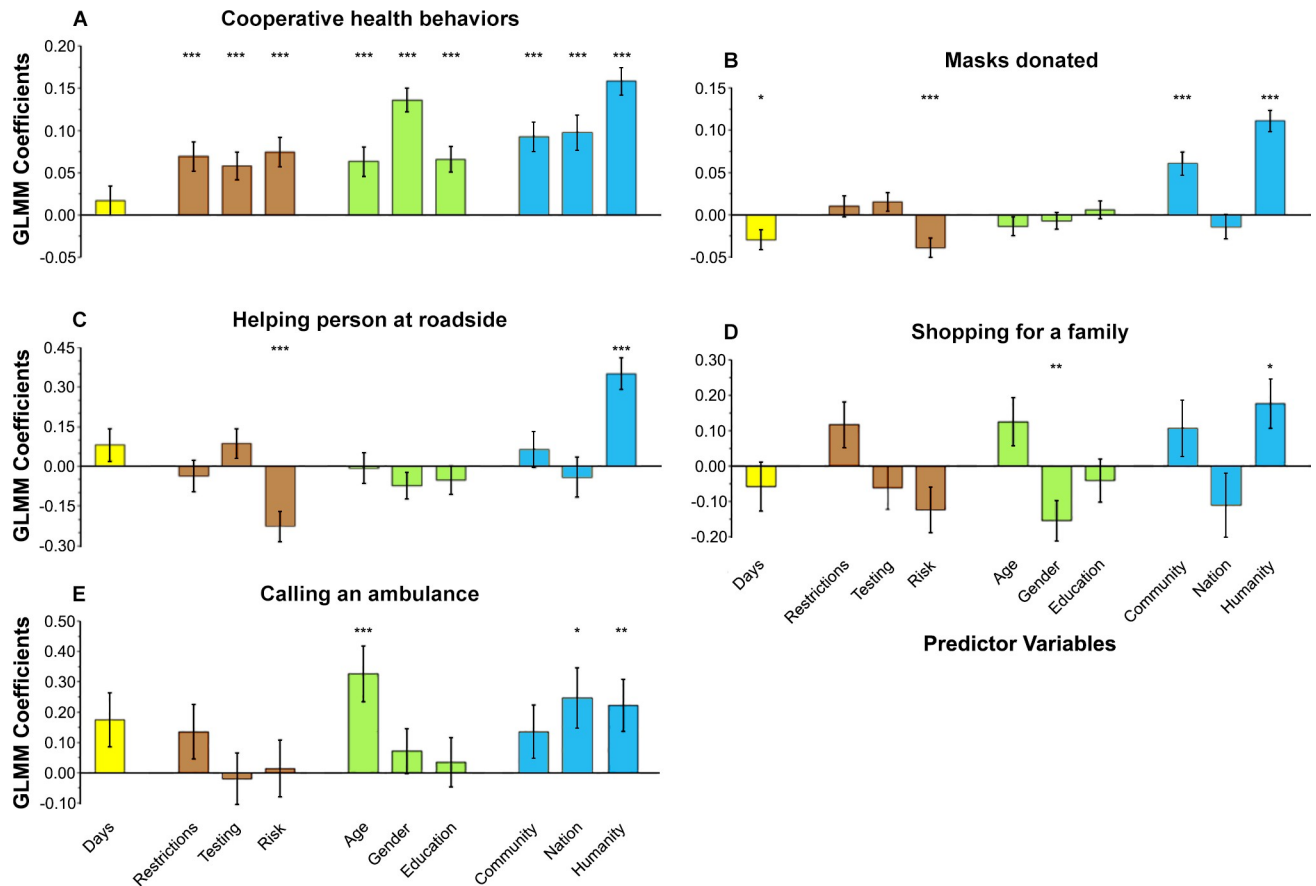 A
Cooperative health behaviors
GLMM Coefficients
0.20
0.15
0.10
0.05
0.00
-0.05
*** *** *** *** *** *** *** *** ***
B
Masks donated
0.15
0.10
0.05
0.00
-0.05
* *** *** ***
C
Helping person at roadside
GLMM Coefficients
0.45
0.30
0.15
0.00
-0.15
-0.30
*** ***
D
Shopping for a family
0.30
0.20
0.10
0.00
-0.10
-0.20
** *
Days
Restrictions
Testing
Risk
Age
Gender
Education
Community
Nation
Humanity
Predictor Variables
E
Calling an ambulance
GLMM Coefficients
0.50
0.40
0.30
0.20
0.10
0.00
-0.10
*** * **
Days
Restrictions
Testing
Risk
Age
Gender
Education
Community
Nation
Humanity